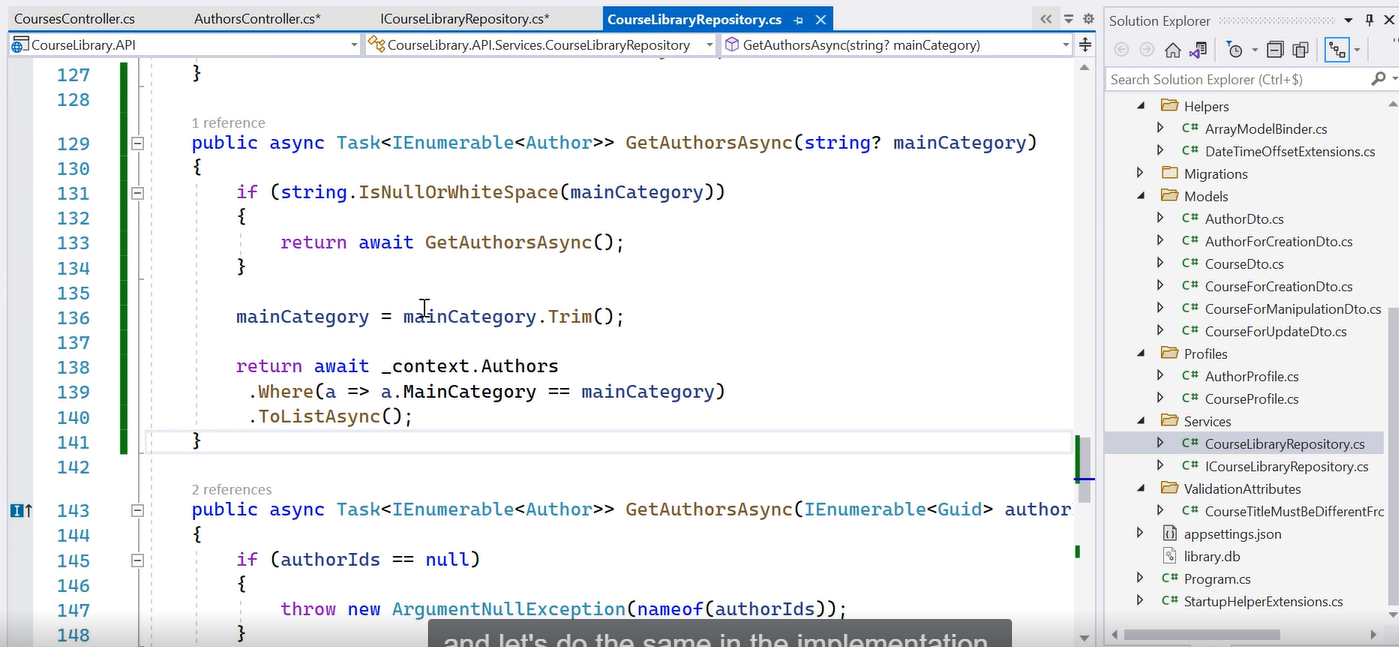 CoursesController.cs AuthorsController.cs* ICourseLibraryRepository.cs* CourseLibraryRepository.cs
CourseLibrary.API CourseLibrary.API.Services.CourseLibraryRepository GetAuthorsAsync(string? mainCategory)
127 }
128
1 reference
129 public async Task<IEnumerable<Author>> GetAuthorsAsync(string? mainCategory)
130 {
131 if (string.IsNullOrWhiteSpace(mainCategory))
132 {
133 return await GetAuthorsAsync();
134 }
135
136 mainCategory = mainCategory.Trim();
137
138 return await _context.Authors
139 .Where(a => a.MainCategory == mainCategory)
140 .ToListAsync();
141 }
142
2 references
143 public async Task<IEnumerable<Author>> GetAuthorsAsync(IEnumerable<Guid> author
144 {
145 if (authorIds == null)
146 {
147 throw new ArgumentNullException(nameof(authorIds));
148 }
and let's do the same in the implementation
Solution Explorer
Search Solution Explorer (Ctrl+$)
Helpers
C# ArrayModelBinder.cs
C# DateTimeOffsetExtensions.cs
Migrations
Models
C# AuthorDto.cs
C# AuthorForCreationDto.cs
C# CourseDto.cs
C# CourseForCreationDto.cs
C# CourseForManipulationDto.cs
C# CourseForUpdateDto.cs
Profiles
C# AuthorProfile.cs
C# CourseProfile.cs
Services
C# CourseLibraryRepository.cs
C# ICourseLibraryRepository.cs
ValidationAttributes
C# CourseTitleMustBeDifferentFrc
appsettings.json
library.db
C# Program.cs
C# StartupHelperExtensions.cs